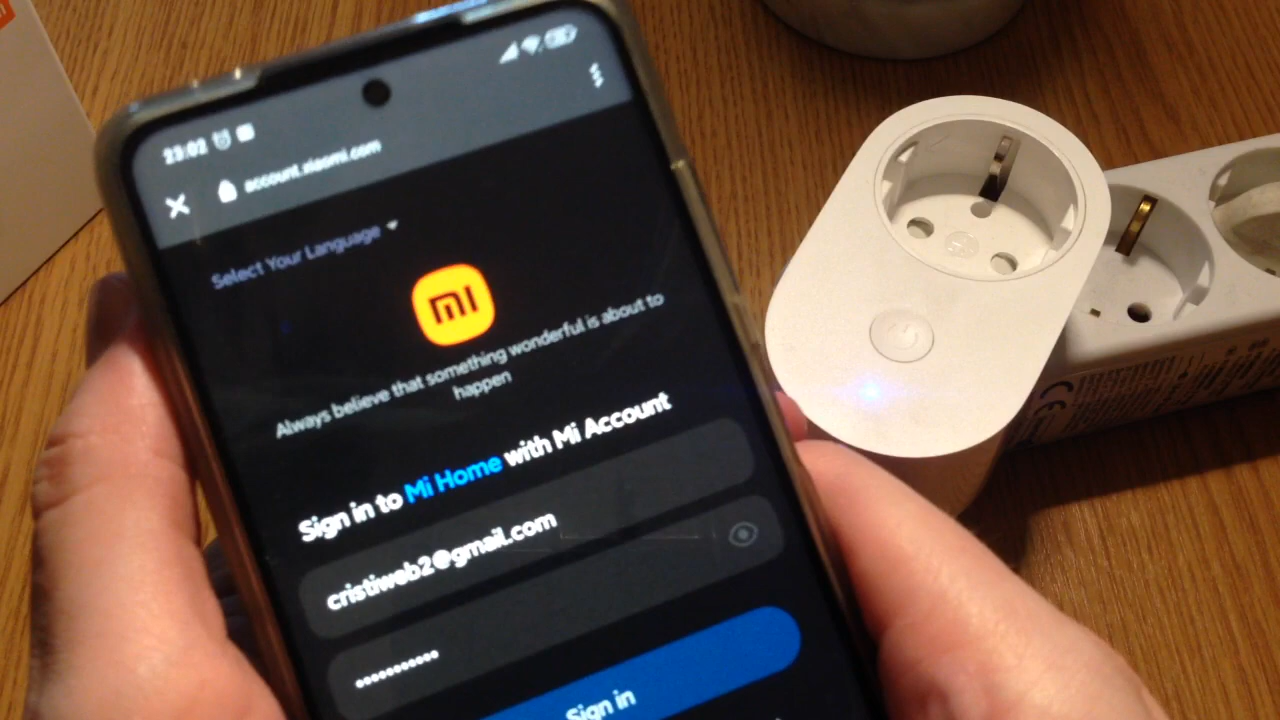 23:02
account.xiaomi.com
Select Your Language
MI
Always believe that something wonderful is about to
happen
Sign in to Mi Home with Mi Account
cristiweb2@gmail.com
•••••••••••
Sign in
CE